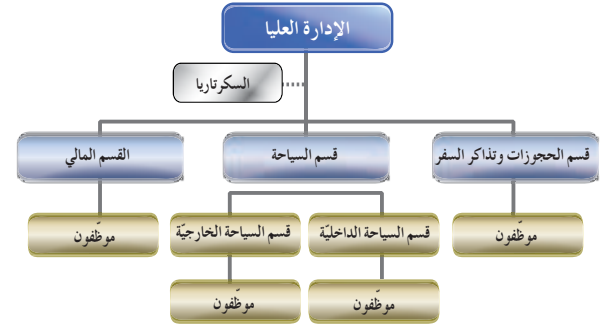 الإدارة العليا
السكرتاريا
قسم الحجوزات وتذاكر السفر
قسم السياحة
القسم المالي
موظّفون
قسم السياحة الداخليّة
قسم السياحة الخارجيّة
موظّفون
موظّفون
موظّفون